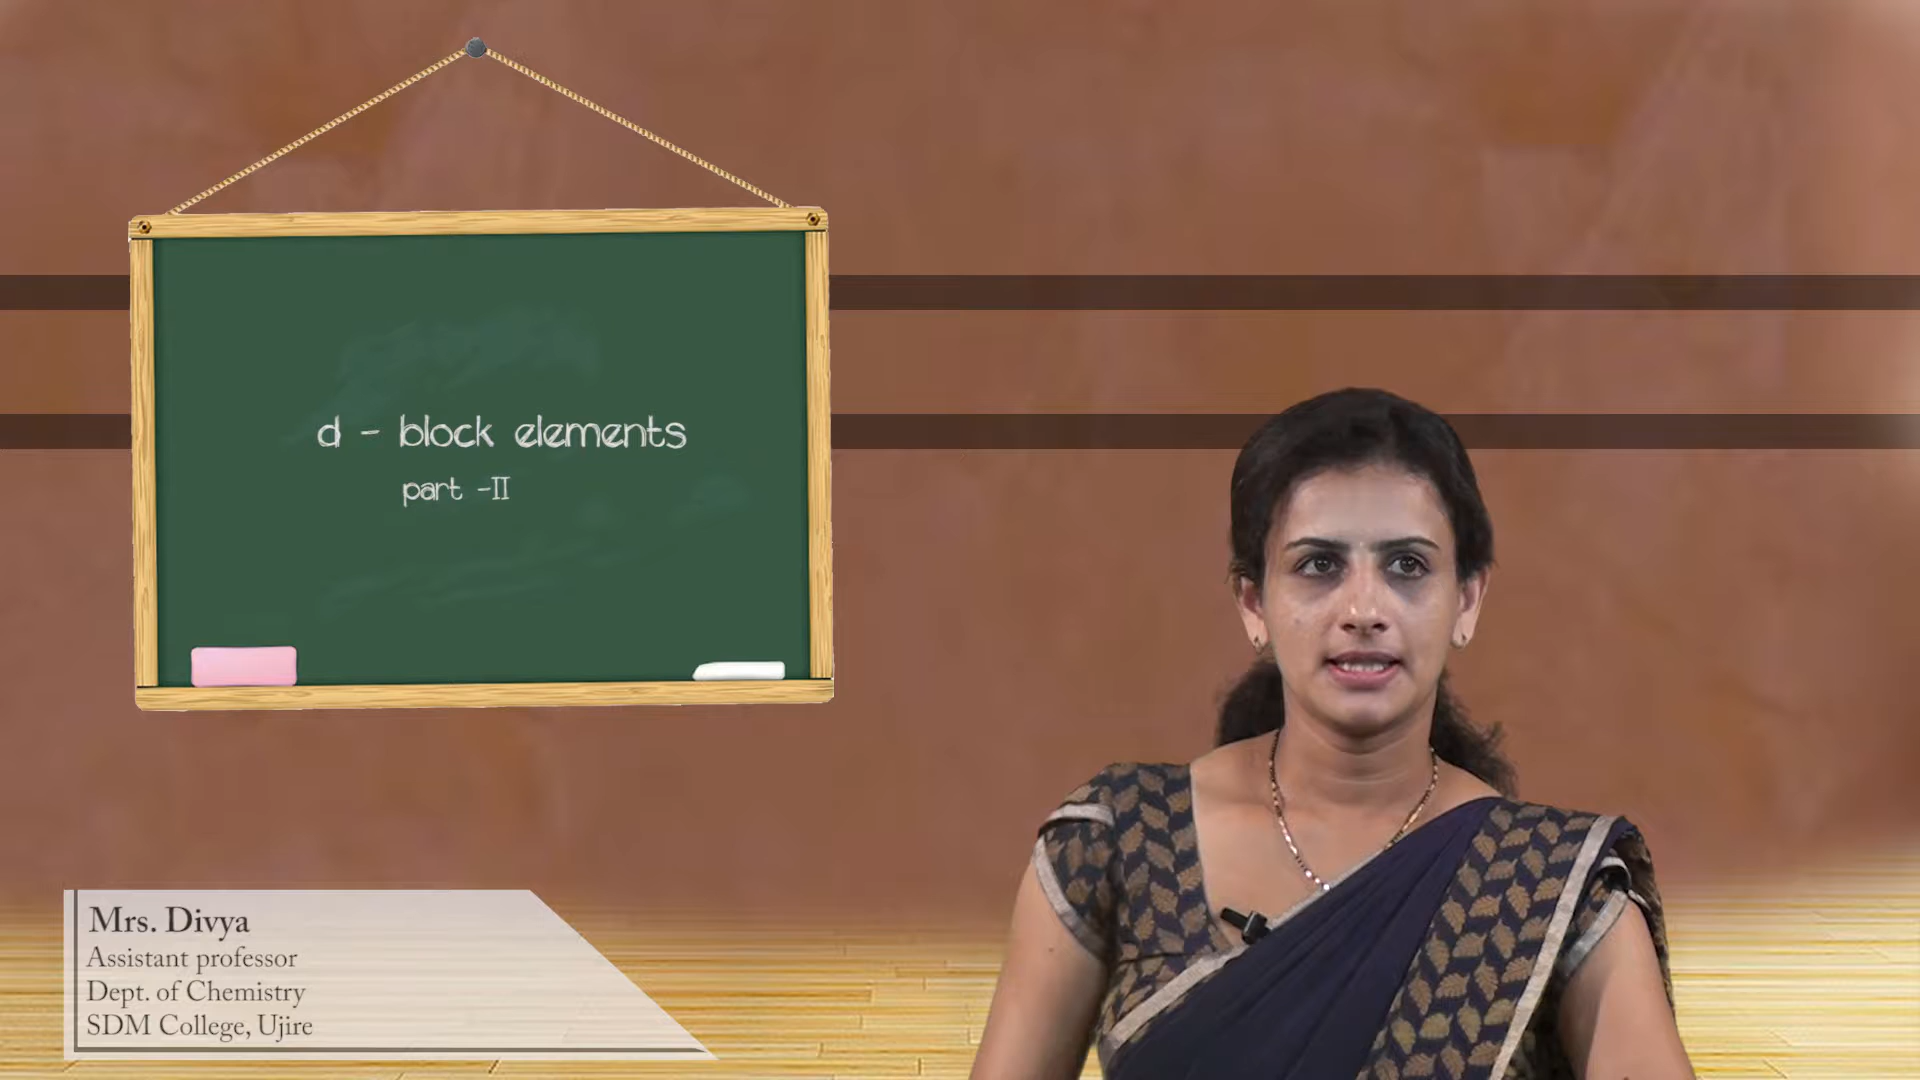 d - block elements
part -II
Mrs. Divya
Assistant professor
Dept. of Chemistry
SDM College, Ujire